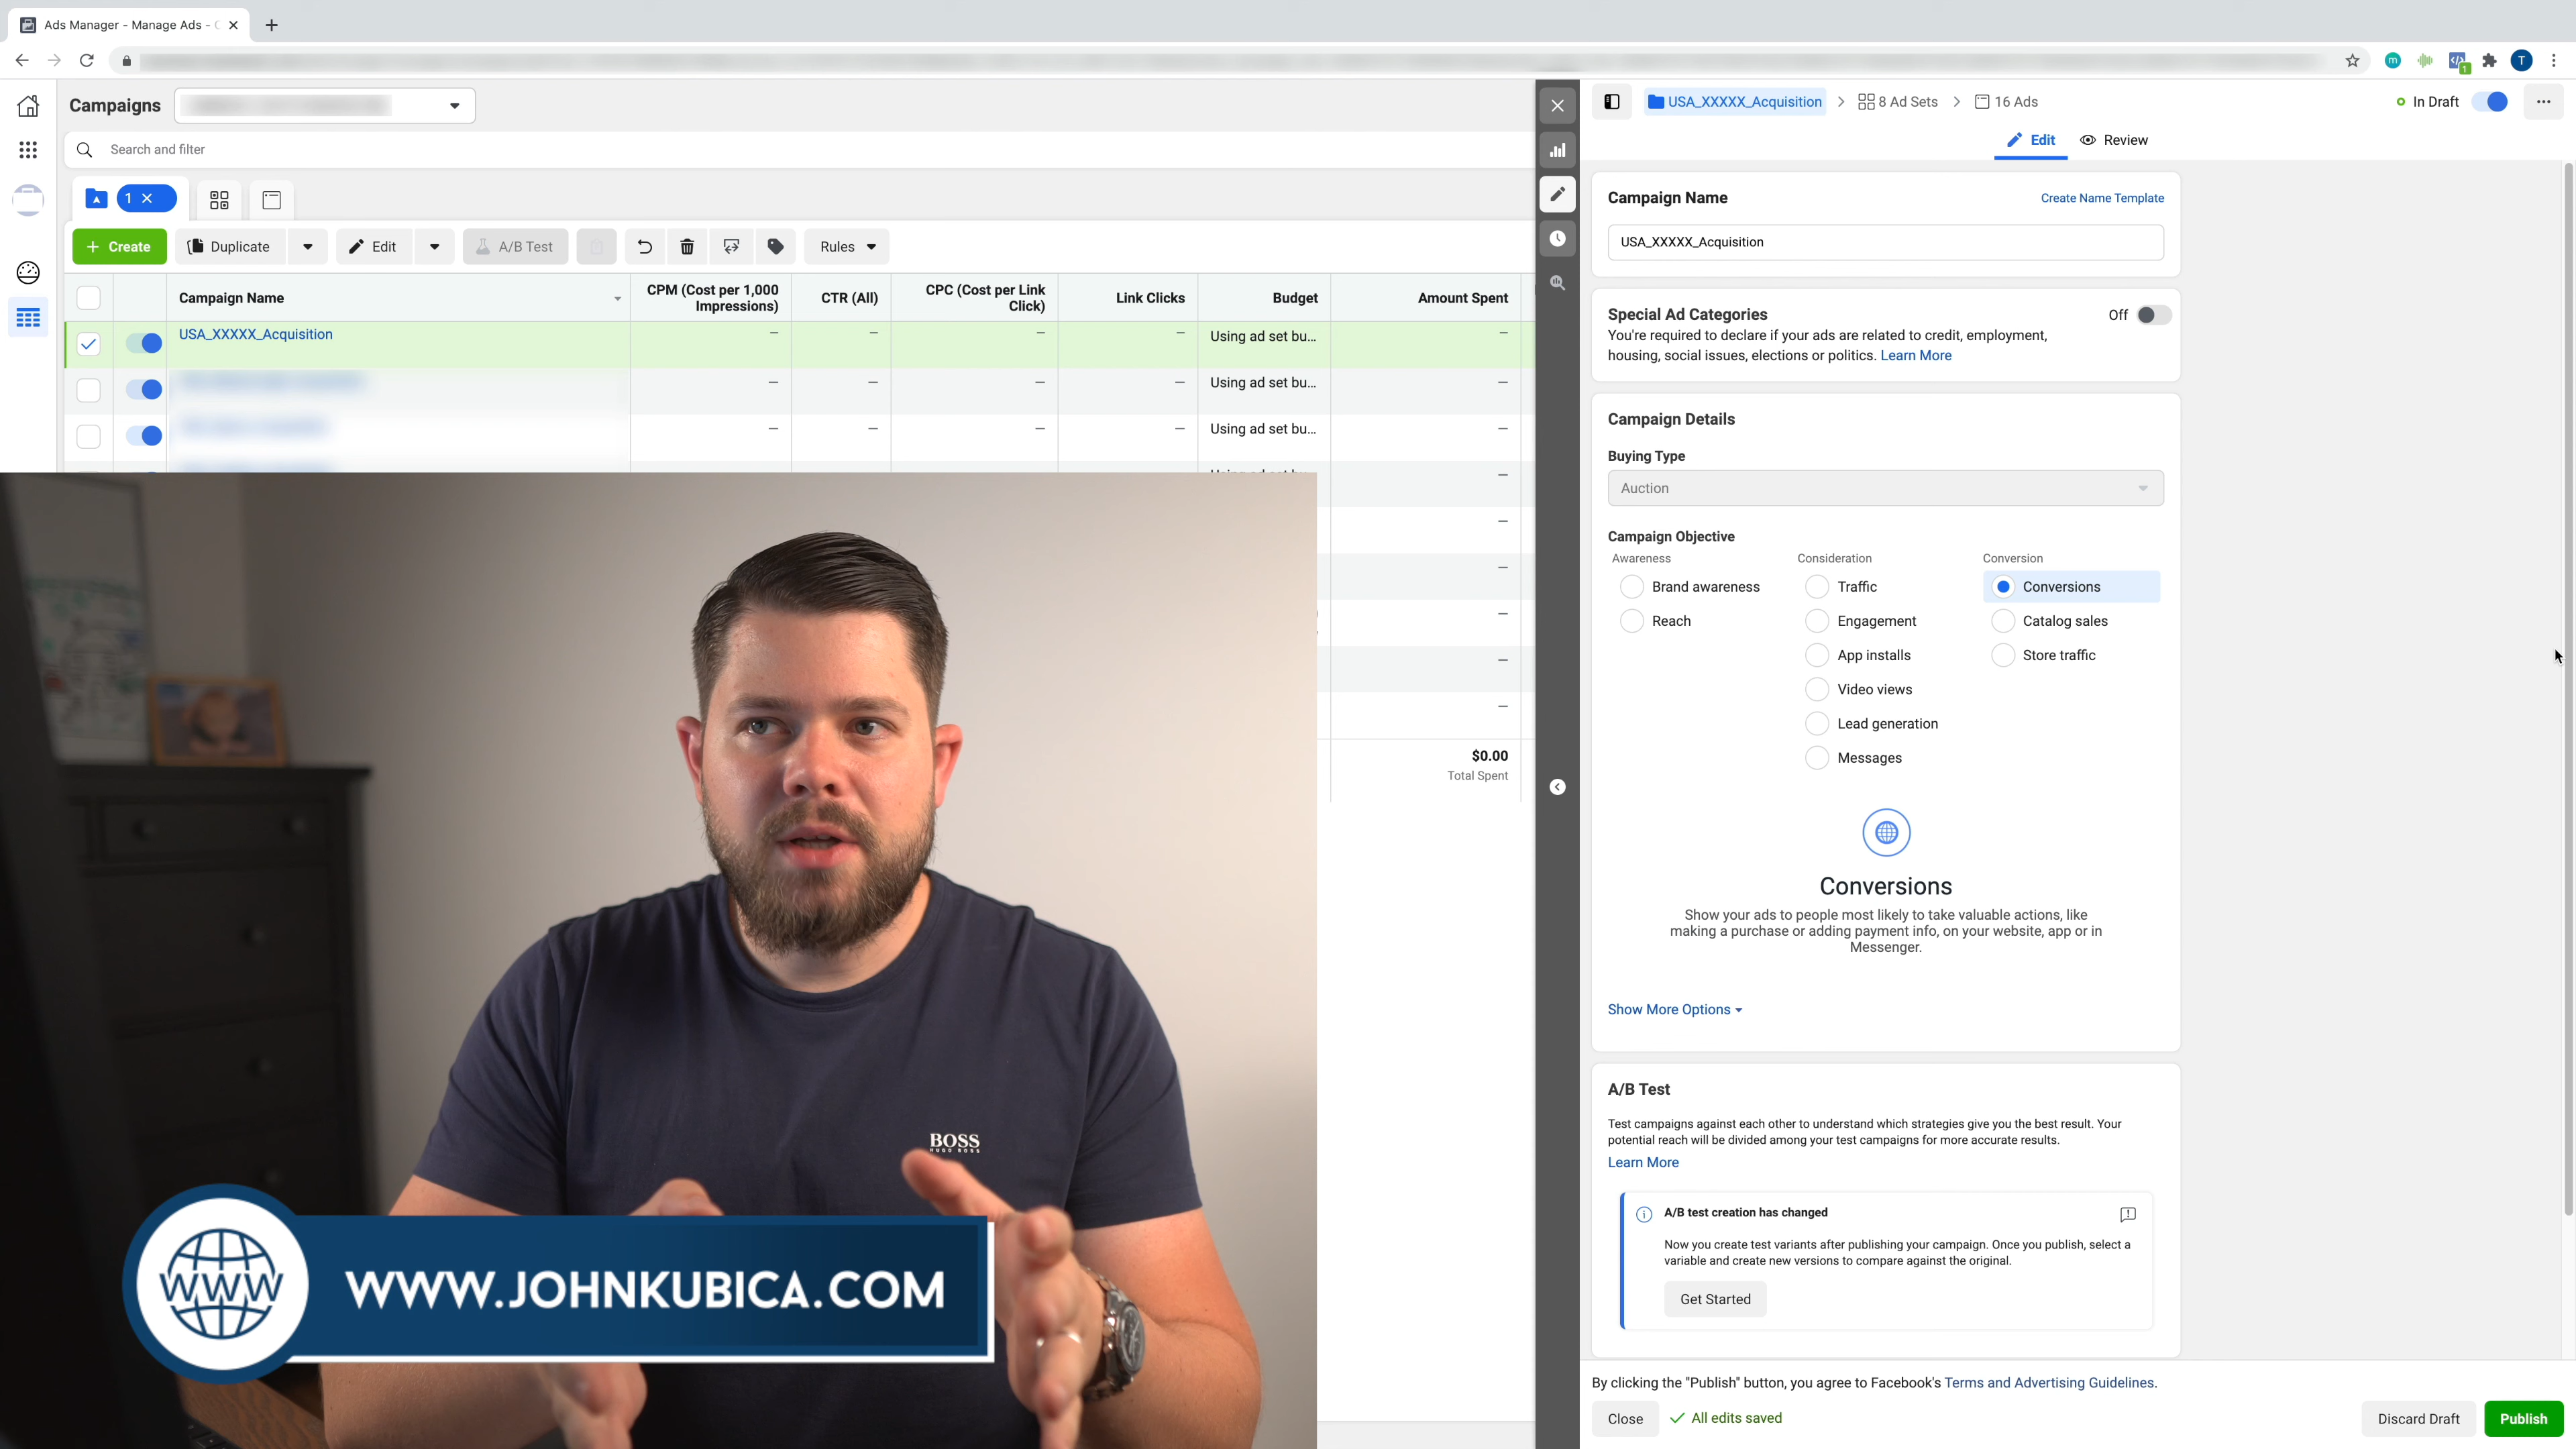 Ads Manager - Manage Ads -
Campaigns
Search and filter
1
Create
Duplicate
Edit
A/B Test
Rules
Campaign Name
CPM (Cost per 1,000
Impressions)
CTR (All)
CPC (Cost per Link
Click)
Link Clicks
Budget
Amount Spent
USA_XXXXX_Acquisition
—
—
—
—
Using ad set bu...
—
—
—
—
—
Using ad set bu...
—
—
—
—
—
Using ad set bu...
—
—
—
—
—
—
—
$0.00
Total Spent
BOSS
HUGO BOSS
WWW
WWW.JOHNKUBICA.COM
T
1
USA_XXXXX_Acquisition
8 Ad Sets
16 Ads
In Draft
Edit
Review
Campaign Name
Create Name Template
USA_XXXXX_Acquisition
Special Ad Categories
Off
You're required to declare if your ads are related to credit, employment,
housing, social issues, elections or politics. Learn More
Campaign Details
Buying Type
Auction
Campaign Objective
Awareness
Consideration
Conversion
Brand awareness
Traffic
Conversions
Reach
Engagement
Catalog sales
App installs
Store traffic
Video views
Lead generation
Messages
Conversions
Show your ads to people most likely to take valuable actions, like
making a purchase or adding payment info, on your website, app or in
Messenger.
Show More Options
A/B Test
Test campaigns against each other to understand which strategies give you the best result. Your
potential reach will be divided among your test campaigns for more accurate results.
Learn More
A/B test creation has changed
Now you create test variants after publishing your campaign. Once you publish, select a
variable and create new versions to compare against the original.
Get Started
By clicking the "Publish" button, you agree to Facebook's Terms and Advertising Guidelines.
Close
All edits saved
Discard Draft
Publish